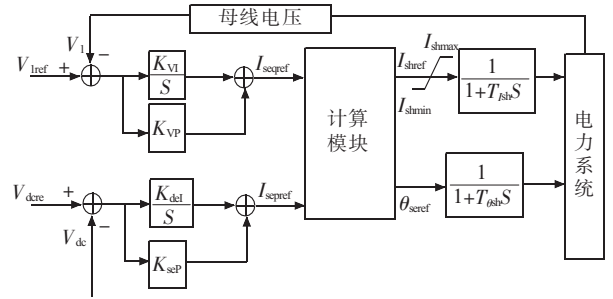 母线电压
V1
−
V1ref
+
KVI
S
KVP
Iseqref
计算
模块
Ishref
Ishmax
Ishmin
1
1+TIshS
电力系统
Vdcre
+
−
Vdc
KdeI
S
KseP
Isepref
θseref
1
1+TθshS